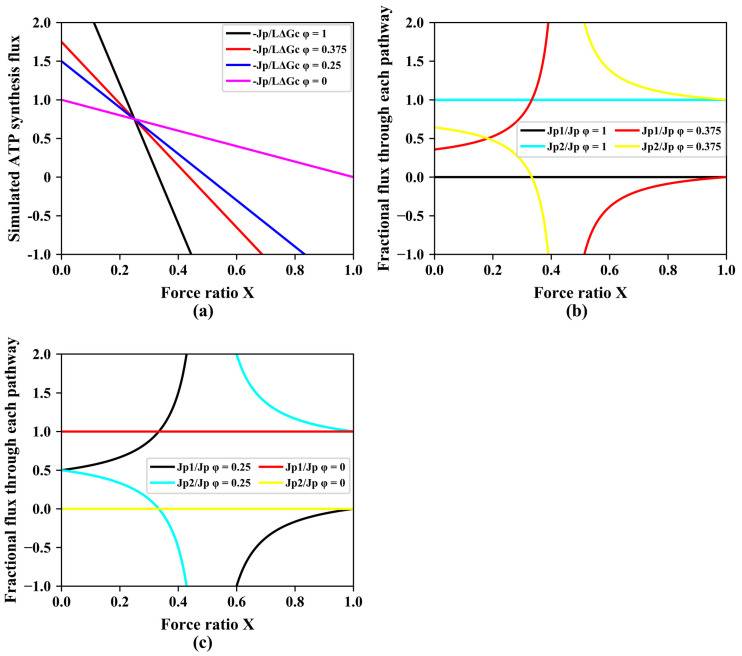 2.0
1.5
1.0
0.5
0.0
-0.5
-1.0
Simulated ATP synthesis flux
-Jp/LΔGc φ = 1
-Jp/LΔGc φ = 0.375
-Jp/LΔGc φ = 0.25
-Jp/LΔGc φ = 0
0.0 0.2 0.4 0.6 0.8 1.0
Force ratio X
(a)
2.0
1.5
1.0
0.5
0.0
−0.5
−1.0
Fractional flux through each pathway
Jp1/Jp φ = 1 Jp1/Jp φ = 0.375
Jp2/Jp φ = 1 Jp2/Jp φ = 0.375
0.0 0.2 0.4 0.6 0.8 1.0
Force ratio X
(b)
2.0
1.5
1.0
0.5
0.0
−0.5
−1.0
Fractional flux through each pathway
Jp1/Jp φ = 0.25 Jp1/Jp φ = 0
Jp2/Jp φ = 0.25 Jp2/Jp φ = 0
0.0 0.2 0.4 0.6 0.8 1.0
Force ratio X
(c)